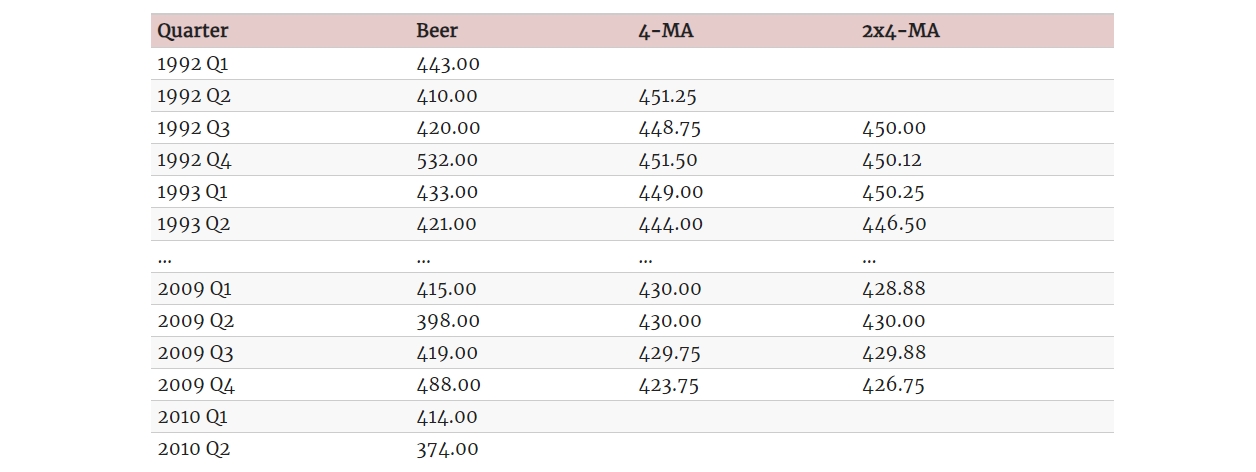 Quarter Beer 4-MA 2x4-MA
1992 Q1 443.00
1992 Q2 410.00 451.25
1992 Q3 420.00 448.75 450.00
1992 Q4 532.00 451.50 450.12
1993 Q1 433.00 449.00 450.25
1993 Q2 421.00 444.00 446.50
... ... ... ...
2009 Q1 415.00 430.00 428.88
2009 Q2 398.00 430.00 430.00
2009 Q3 419.00 429.75 429.88
2009 Q4 488.00 423.75 426.75
2010 Q1 414.00
2010 Q2 374.00